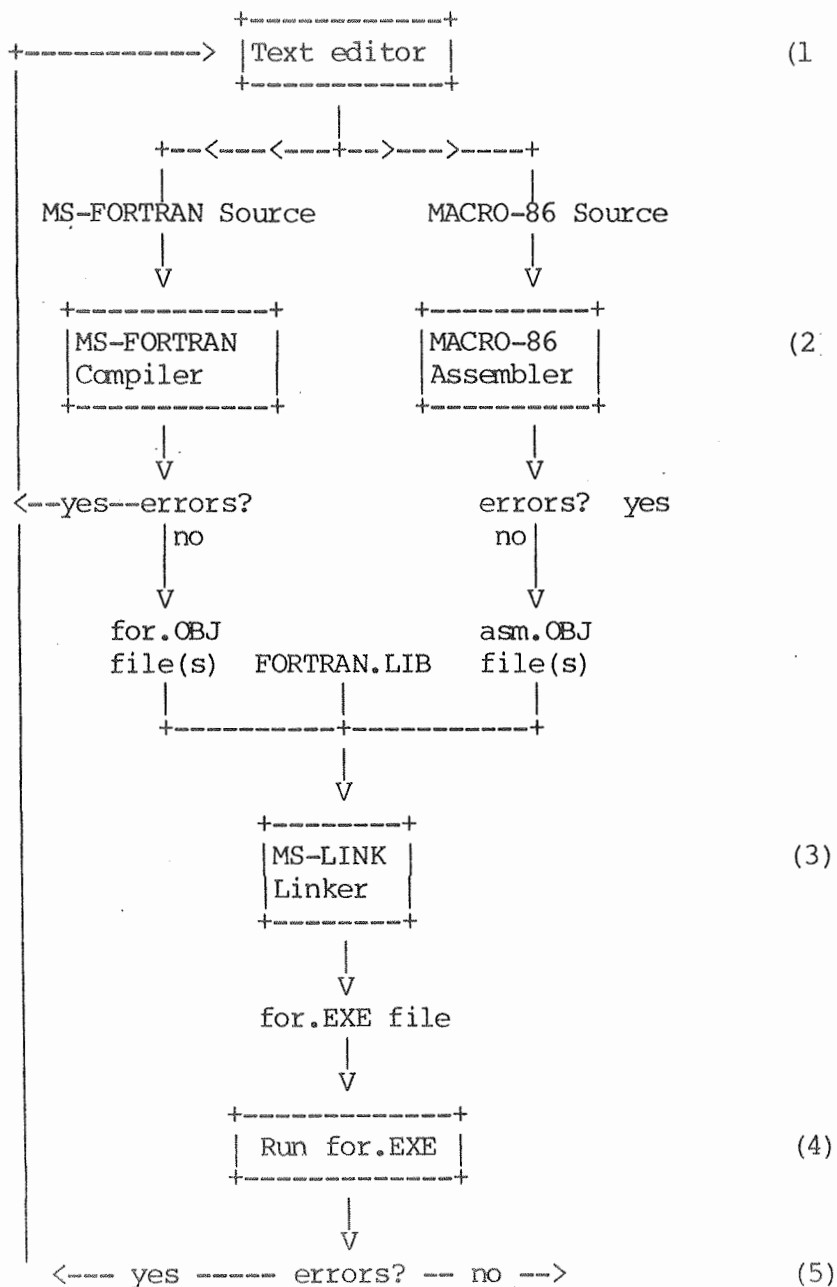 Text editor (1
MS-FORTRAN Source MACRO-86 Source
MS-FORTRAN MACRO-86 (2
Compiler Assembler
<--yes--errors? errors? yes
no no
V V
for.OBJ asm.OBJ
file(s) FORTRAN.LIB file(s)
MS-LINK (3)
Linker
for.EXE file
Run for.EXE (4)
<---- yes ----- errors? -- no --> (5)